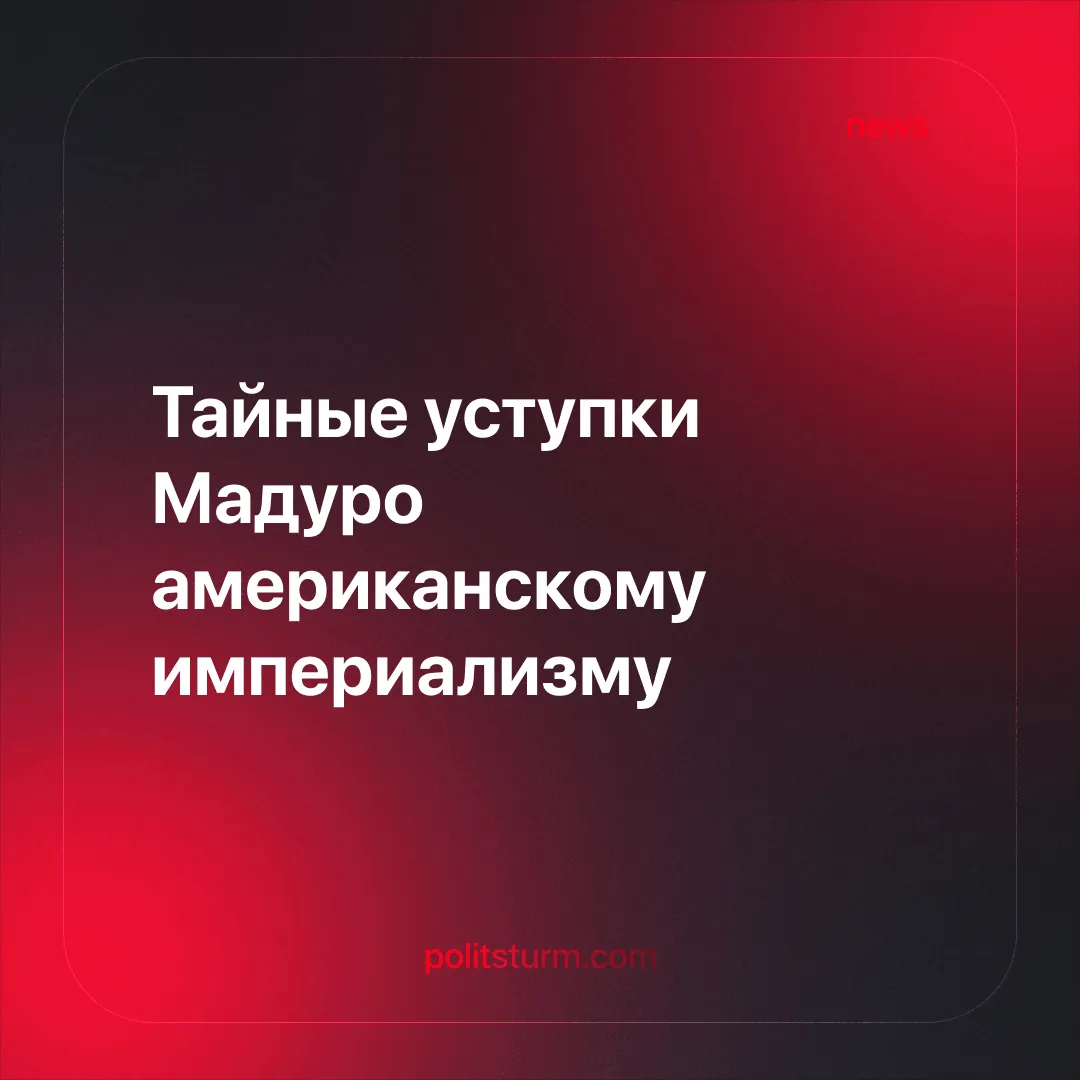 news
Тайные уступки
Мадуро
американскому
империализму
politsturm.com